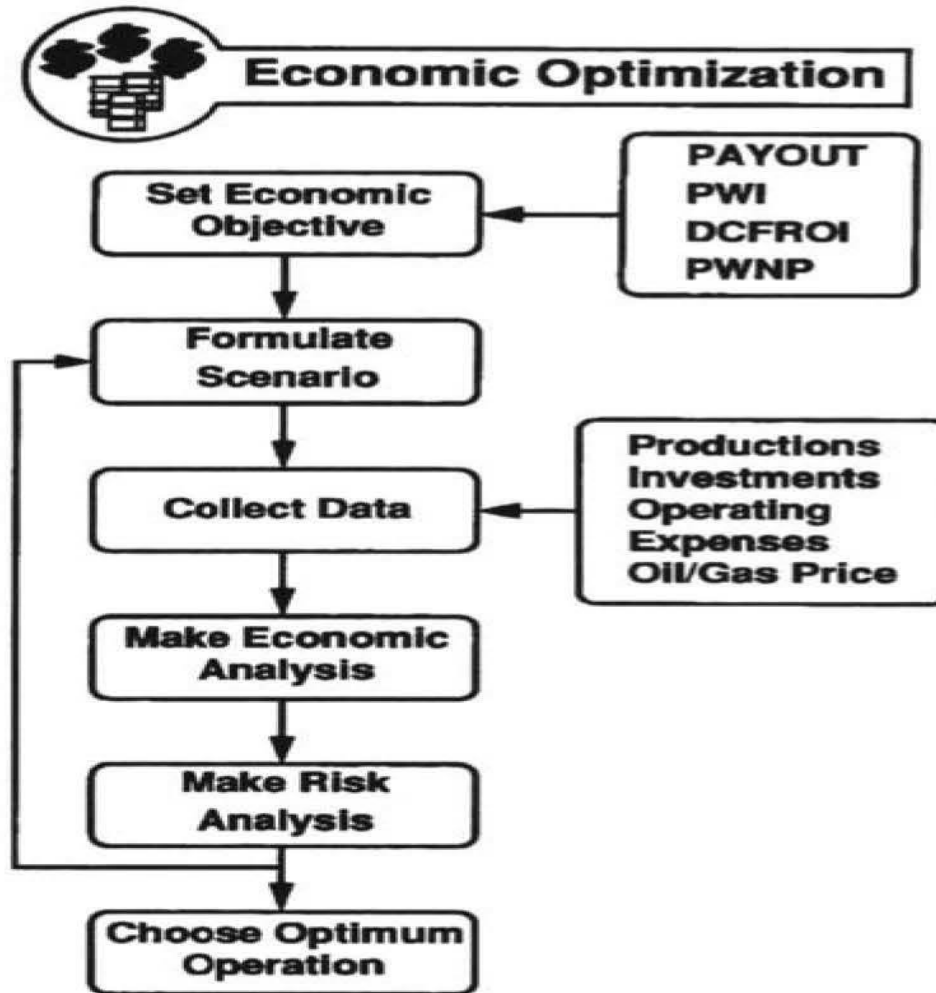 Economic Optimization
Set Economic
Objective
PAYOUT
PWI
DCFROI
PWNP
Formulate
Scenario
Collect Data
Productions
Investments
Operating
Expenses
Oil/Gas Price
Make Economic
Analysis
Make Risk
Analysis
Choose Optimum
Operation